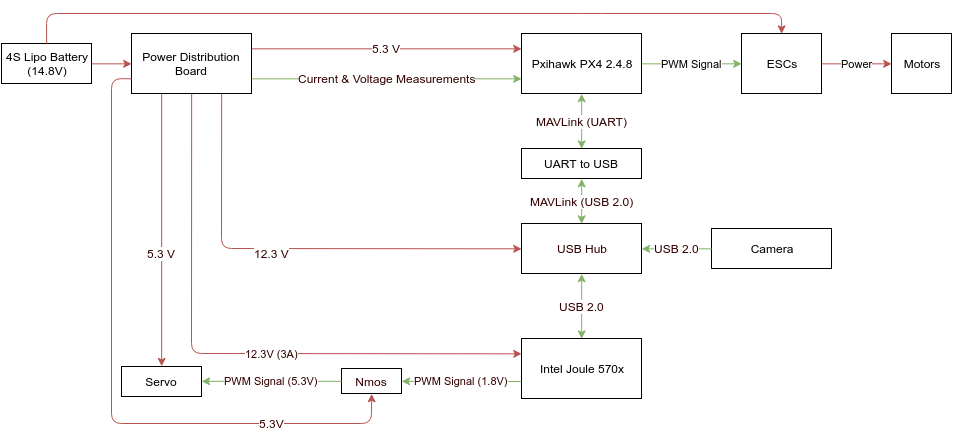 4S Lipo Battery
(14.8V)
Power Distribution
Board
5.3 V
Current & Voltage Measurements
Pxihawk PX4 2.4.8
PWM Signal
ESCs
Power
Motors
MAVLink (UART)
UART to USB
MAVLink (USB 2.0)
5.3 V
12.3 V
USB Hub
USB 2.0
Camera
USB 2.0
12.3V (3A)
Intel Joule 570x
Servo
PWM Signal (5.3V)
Nmos
PWM Signal (1.8V)
5.3V